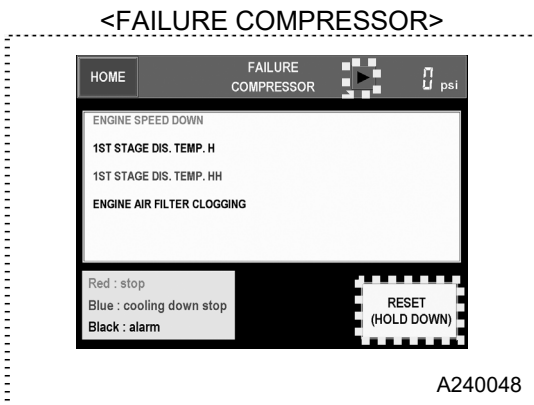 <FAILURE COMPRESSOR>
HOME
FAILURE
COMPRESSOR
0 psi
ENGINE SPEED DOWN
1ST STAGE DIS. TEMP. H
1ST STAGE DIS. TEMP. HH
ENGINE AIR FILTER CLOGGING
Red : stop
Blue : cooling down stop
Black : alarm
RESET
(HOLD DOWN)
A240048